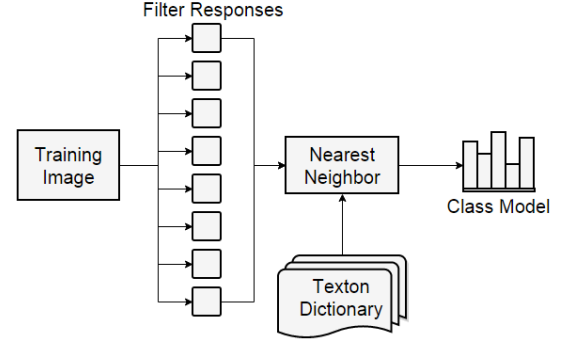 Filter Responses
Training
Image
Nearest
Neighbor
Class Model
Texton
Dictionary